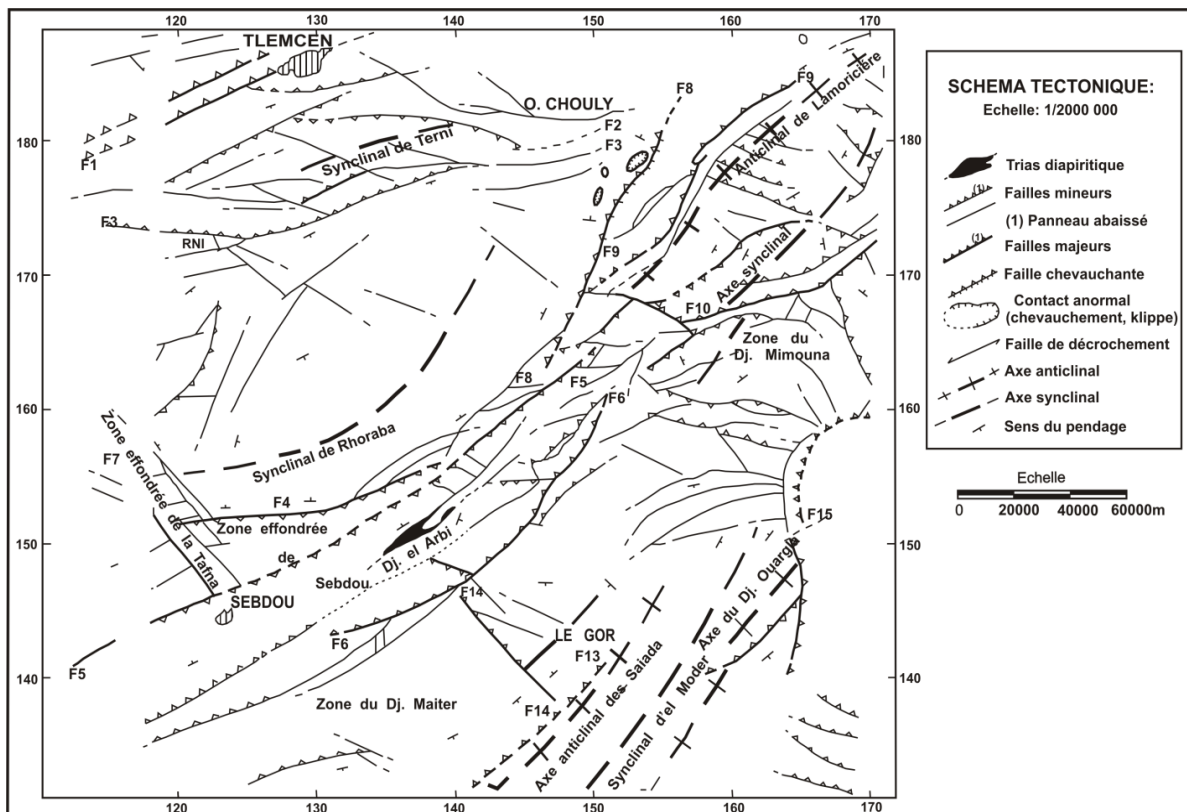 120 130 140 150 160 170
TLEMCEN
O. CHOULY
F8
F9
Anticlinal de Lamoricière
180
180
F1
Synclinal de Terni
F2
F3
F3
RNI
F9
Axe synclinal
170
170
F10
Zone du
Dj. Mimouna
F8
F5
F6
160
160
Zone effondrée de la Tafna
F7
Synclinal de Rhoraba
F4
Zone effondrée
de
Sebdou
Dj. el Arbi
F15
150
150
SEBDOU
F14
F6
LE GOR
F13
F5
140
140
Zone du Dj. Maiter
F14
Axe anticlinal des Saiada
Synclinal d'el Moder
Axe du Dj. Ouargla
120 130 140 150 160 170
SCHEMA TECTONIQUE:
Echelle: 1/2000 000
Trias diapiritique
(1)
Failles mineurs
(1) Panneau abaissé
(1)
Failles majeurs
Faille chevauchante
Contact anormal
(chevauchement, klippe)
Faille de décrochement
Axe anticlinal
Axe synclinal
Sens du pendage
Echelle
0 20000 40000 60000m